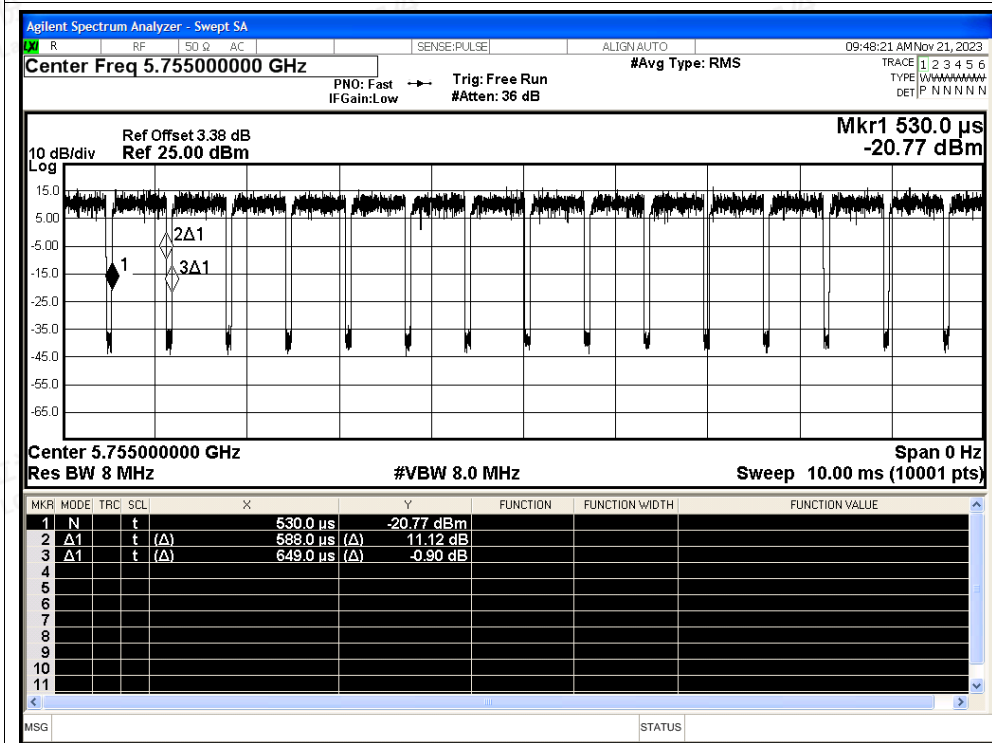 Agilent Spectrum Analyzer - Swept SA
LXI R RF 50 Ω AC SENSE:PULSE ALIGN AUTO 09:48:21 AM Nov 21, 2023
Center Freq 5.755000000 GHz #Avg Type: RMS TRACE 1 2 3 4 5 6
PNO: Fast Trig: Free Run TYPE WWWWWW
IFGain:Low #Atten: 36 dB DET P N N N N N
Mkr1 530.0 µs
Ref Offset 3.38 dB
10 dB/div Ref 25.00 dBm -20.77 dBm
Log
15.0
5.00
2Δ1
-5.00
1 3Δ1
-15.0
-25.0
-35.0
-45.0
-55.0
-65.0
Center 5.755000000 GHz Span 0 Hz
Res BW 8 MHz #VBW 8.0 MHz Sweep 10.00 ms (10001 pts)
MKR MODE TRC SCL X Y FUNCTION FUNCTION WIDTH FUNCTION VALUE
1 N t 530.0 µs -20.77 dBm
2 Δ1 t (Δ) 588.0 µs (Δ) 11.12 dB
3 Δ1 t (Δ) 649.0 µs (Δ) -0.90 dB
4
5
6
7
8
9
10
11
MSG STATUS